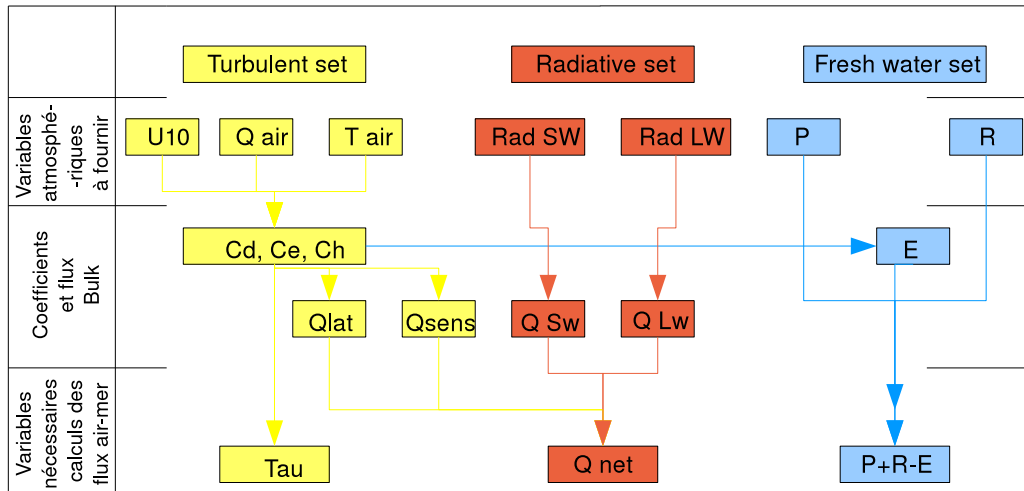 Turbulent set
Radiative set
Fresh water set
Variables
atmosphé-
-riques
à fournir
U10
Q air
T air
Rad SW
Rad LW
P
R
Coefficients
et flux
Bulk
Cd, Ce, Ch
E
Qlat
Qsens
Q Sw
Q Lw
Variables
nécessaires
calculs des
flux air-mer
Tau
Q net
P+R-E